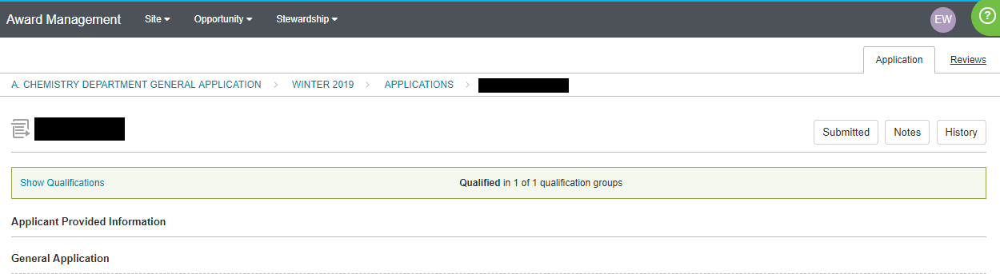 Award Management Site Opportunity Stewardship EW ?
Application Reviews
A. CHEMISTRY DEPARTMENT GENERAL APPLICATION > WINTER 2019 > APPLICATIONS >
Submitted Notes History
Show Qualifications Qualified in 1 of 1 qualification groups
Applicant Provided Information
General Application